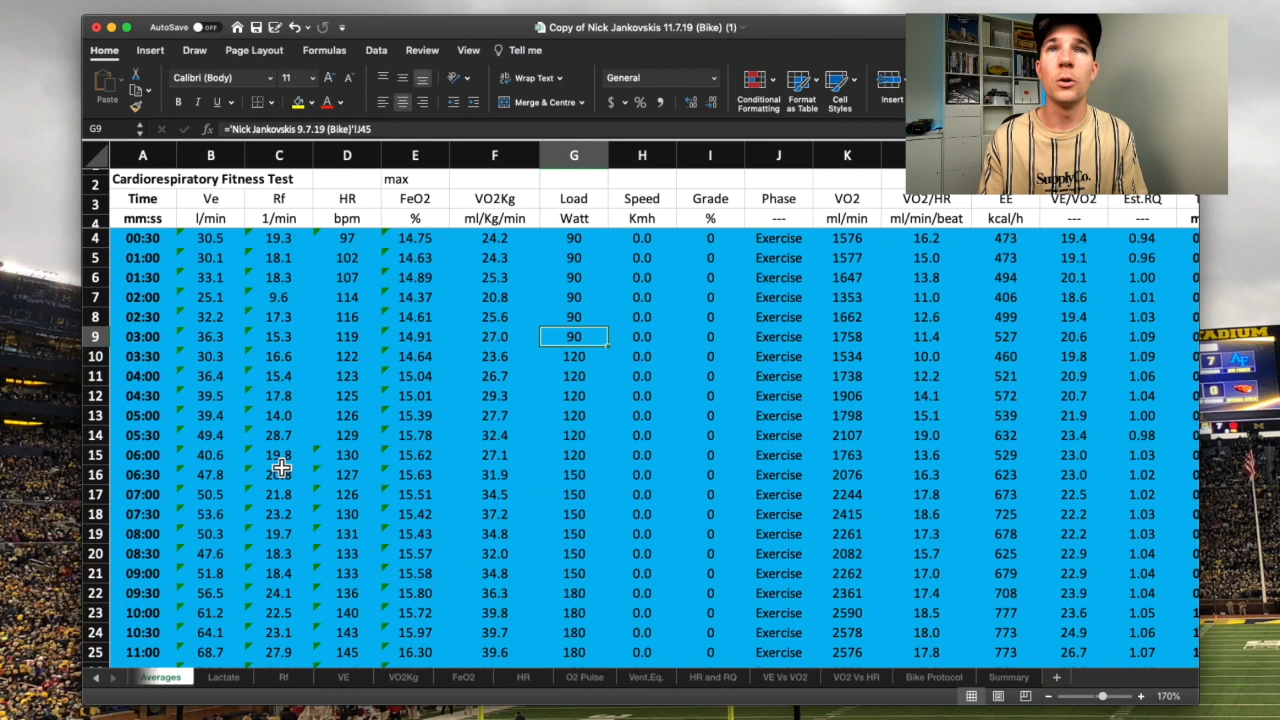 AutoSave OFF
Copy of Nick Jankovskis 11.7.19 (Bike) (1)
Home Insert Draw Page Layout Formulas Data Review View Tell me
Paste Calibri (Body) 11 A A Wrap Text General
B I U A Merge & Centre $ % Conditional Formatting Format as Table Cell Styles Insert
G9 fx ='Nick Jankovskis 9.7.19 (Bike)'!J45
A B C D E F G H I J K
2 Cardiorespiratory Fitness Test max
3 Time Ve Rf HR FeO2 VO2Kg Load Speed Grade Phase VO2 VO2/HR EE VE/VO2 Est.RQ
4 mm:ss l/min 1/min bpm % ml/Kg/min Watt Kmh % --- ml/min ml/min/beat kcal/h --- ---
4 00:30 30.5 19.3 97 14.75 24.2 90 0.0 0 Exercise 1576 16.2 473 19.4 0.94
5 01:00 30.1 18.1 102 14.63 24.3 90 0.0 0 Exercise 1577 15.0 473 19.1 0.96
6 01:30 33.1 18.3 107 14.89 25.3 90 0.0 0 Exercise 1647 13.8 494 20.1 1.00
7 02:00 25.1 9.6 114 14.37 20.8 90 0.0 0 Exercise 1353 11.0 406 18.6 1.01
8 02:30 32.2 17.3 116 14.61 25.6 90 0.0 0 Exercise 1662 12.6 499 19.4 1.03
9 03:00 36.3 15.3 119 14.91 27.0 90 0.0 0 Exercise 1758 11.4 527 20.6 1.09
10 03:30 30.3 16.6 122 14.64 23.6 120 0.0 0 Exercise 1534 10.0 460 19.8 1.09
11 04:00 36.4 15.4 123 15.04 26.7 120 0.0 0 Exercise 1738 12.2 521 20.9 1.06
12 04:30 39.5 17.8 125 15.01 29.3 120 0.0 0 Exercise 1906 14.1 572 20.7 1.04
13 05:00 39.4 14.0 126 15.39 27.7 120 0.0 0 Exercise 1798 15.1 539 21.9 1.00
14 05:30 49.4 28.7 129 15.78 32.4 120 0.0 0 Exercise 2107 19.0 632 23.4 0.98
15 06:00 40.6 130 15.62 27.1 120 0.0 0 Exercise 1763 13.6 529 23.0 1.03
16 06:30 47.8 127 15.63 31.9 150 0.0 0 Exercise 2076 16.3 623 23.0 1.02
17 07:00 50.5 21.8 126 15.51 34.5 150 0.0 0 Exercise 2244 17.8 673 22.5 1.02
18 07:30 53.6 23.2 130 15.42 37.2 150 0.0 0 Exercise 2415 18.6 725 22.2 1.03
19 08:00 50.3 19.7 131 15.43 34.8 150 0.0 0 Exercise 2261 17.3 678 22.2 1.03
20 08:30 47.6 18.3 133 15.57 32.0 150 0.0 0 Exercise 2082 15.7 625 22.9 1.04
21 09:00 51.8 18.4 133 15.58 34.8 150 0.0 0 Exercise 2262 17.0 679 22.9 1.04
22 09:30 56.5 24.1 136 15.80 36.3 180 0.0 0 Exercise 2361 17.4 708 23.9 1.04
23 10:00 61.2 22.5 140 15.72 39.8 180 0.0 0 Exercise 2590 18.5 777 23.6 1.05
24 10:30 64.1 23.1 143 15.97 39.7 180 0.0 0 Exercise 2578 18.0 773 24.9 1.06
25 11:00 68.7 27.9 145 16.30 39.6 180 0.0 0 Exercise 2576 17.8 773 26.7 1.07
Averages Lactate Rf VE VO2Kg FeO2 HR O2 Pulse Vent.Eq. HR and RQ VE Vs VO2 VO2 Vs HR Bike Protocol Summary +
170%
SupplyCo.
7 AF
0